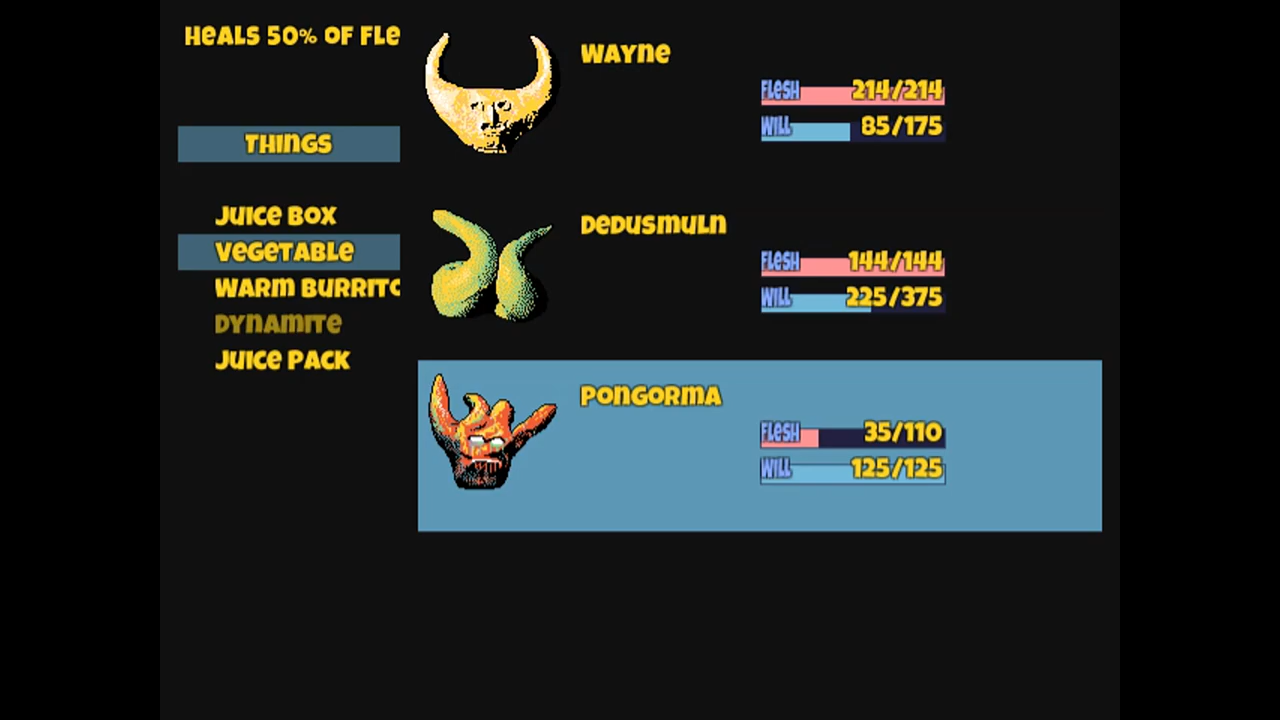 HEALS 50% OF FLE
THINGS
JUICE BOX
VEGETABLE
WARM BURRITO
DYNAMITE
JUICE PACK
WAYNE
FLESH 214/214
WILL 85/175
DEDUSMULN
FLESH 144/144
WILL 225/375
PONGORMA
FLESH 35/110
WILL 125/125